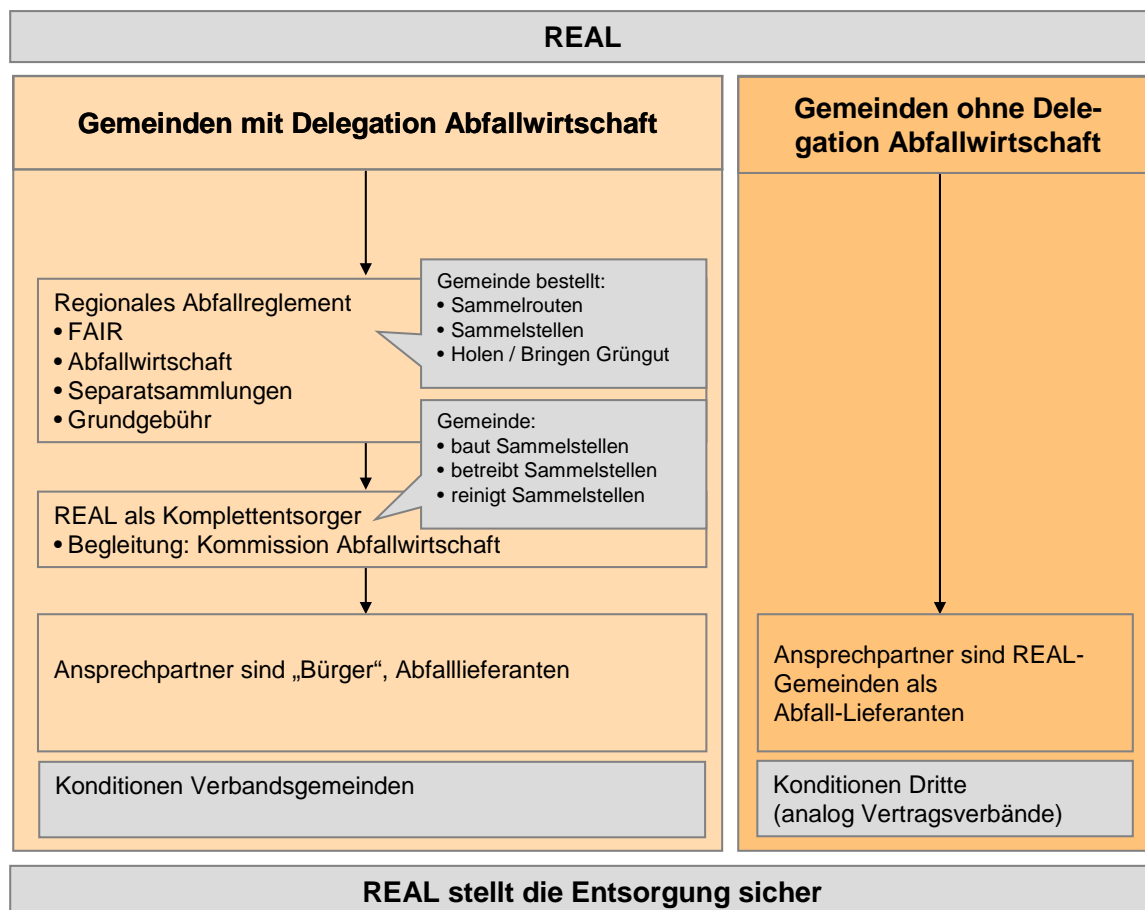 REAL
Gemeinden mit Delegation Abfallwirtschaft
Gemeinden ohne Dele-
gation Abfallwirtschaft
Regionales Abfallreglement
• FAIR
• Abfallwirtschaft
• Separatsammlungen
• Grundgebühr
Gemeinde bestellt:
• Sammelrouten
• Sammelstellen
• Holen / Bringen Grüngut
Gemeinde:
• baut Sammelstellen
• betreibt Sammelstellen
• reinigt Sammelstellen
REAL als Komplettentsorger
• Begleitung: Kommission Abfallwirtschaft
Ansprechpartner sind „Bürger“, Abfalllieferanten
Konditionen Verbandsgemeinden
Ansprechpartner sind REAL-
Gemeinden als
Abfall-Lieferanten
Konditionen Dritte
(analog Vertragsverbände)
REAL stellt die Entsorgung sicher